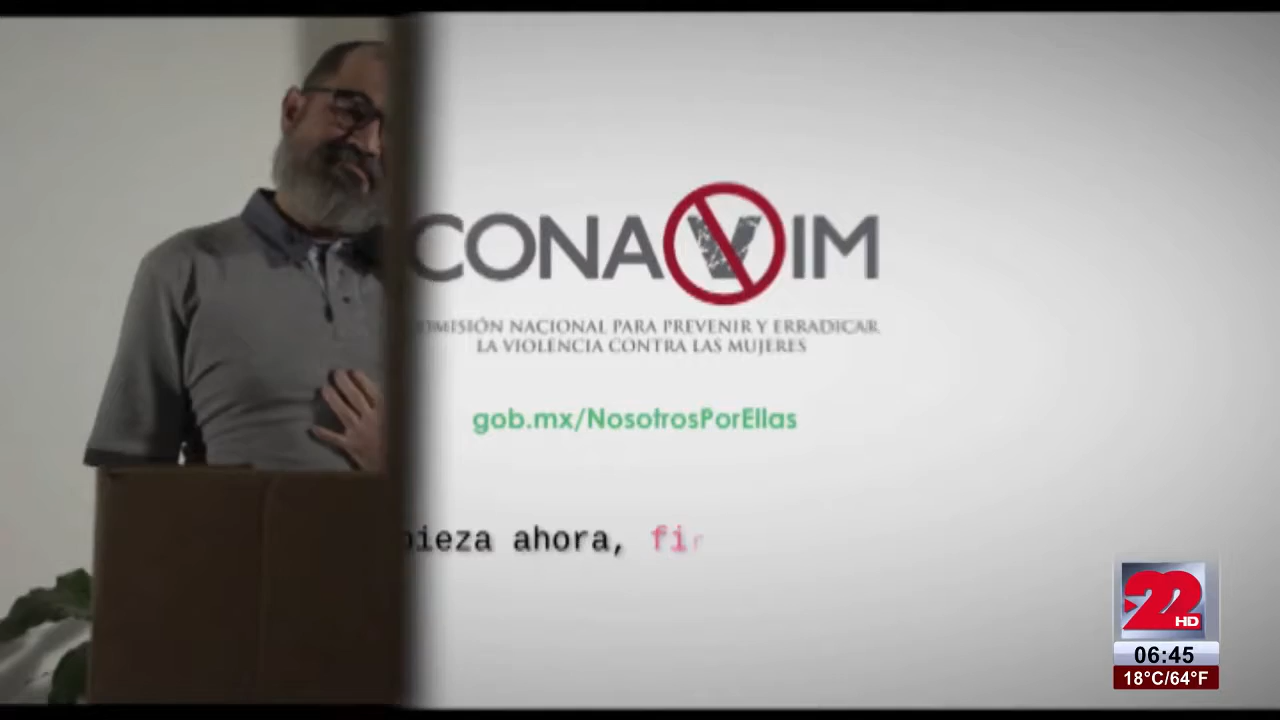 CONAVIM
COMISIÓN NACIONAL PARA PREVENIR Y ERRADICAR
LA VIOLENCIA CONTRA LAS MUJERES
gob.mx/NosotrosPorEllas
ahora,
22
HD
06:45
18°C/64°F